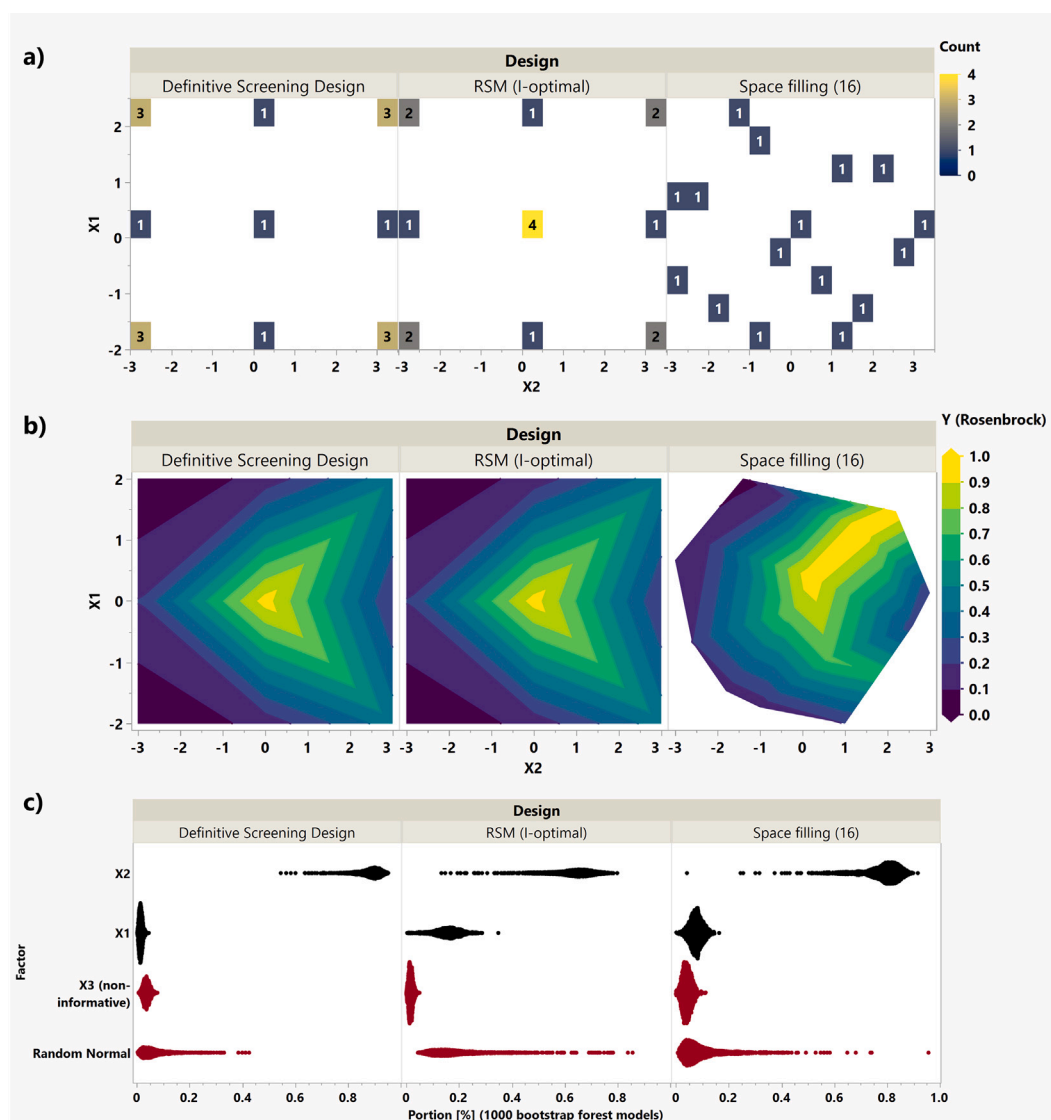 a)
Design
Definitive Screening Design RSM (I-optimal) Space filling (16)
Count
4
3
2
1
0
X1
2
1
0
-1
-2
3 1 3 2 1 2 1
1
1 1
1 1
1 1 1 1 4 1 1 1
1 1
1 1
1 1
3 1 3 2 1 2 1 1
-3 -2 -1 0 1 2 3 -3 -2 -1 0 1 2 3 -3 -2 -1 0 1 2 3
X2
b)
Design
Definitive Screening Design RSM (I-optimal) Space filling (16)
Y (Rosenbrock)
1.0
0.9
0.8
0.7
0.6
0.5
0.4
0.3
0.2
0.1
0.0
X1
2
1
0
-1
-2
-3 -2 -1 0 1 2 3 -3 -2 -1 0 1 2 3 -3 -2 -1 0 1 2 3
X2
c)
Design
Definitive Screening Design RSM (I-optimal) Space filling (16)
Factor
X2
X1
X3 (non-
informative)
Random Normal
0 0.2 0.4 0.6 0.8 0 0.2 0.4 0.6 0.8 0 0.2 0.4 0.6 0.8 1.0
Portion [%] (1000 bootstrap forest models)